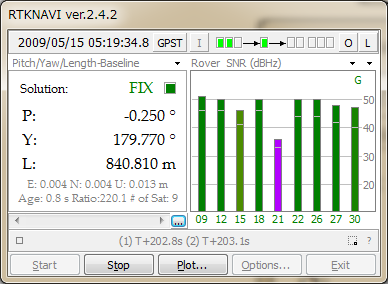 RTKNAVI ver.2.4.2
2009/05/15 05:19:34.8 GPST I O L
Pitch/Yaw/Length-Baseline
Rover SNR (dBHz)
Solution: FIX
P: -0.250 °
Y: 179.770 °
L: 840.810 m
E: 0.004 N: 0.004 U: 0.013 m
Age: 0.8 s Ratio:220.1 # of Sat: 9
...
G
50
40
30
20
09 12 15 18 21 22 26 27 30
(1) T+202.8s (2) T+203.1s ?
Start Stop Plot... Options... Exit